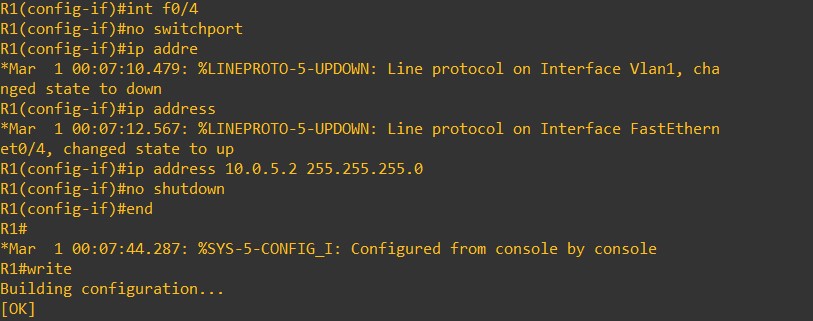 R1(config-if)#int f0/4
R1(config-if)#no switchport
R1(config-if)#ip addre
*Mar  1 00:07:10.479: %LINEPROTO-5-UPDOWN: Line protocol on Interface Vlan1, cha
nged state to down
R1(config-if)#ip address
*Mar  1 00:07:12.567: %LINEPROTO-5-UPDOWN: Line protocol on Interface FastEthern
et0/4, changed state to up
R1(config-if)#ip address 10.0.5.2 255.255.255.0
R1(config-if)#no shutdown
R1(config-if)#end
R1#
*Mar  1 00:07:44.287: %SYS-5-CONFIG_I: Configured from console by console
R1#write
Building configuration...
[OK]